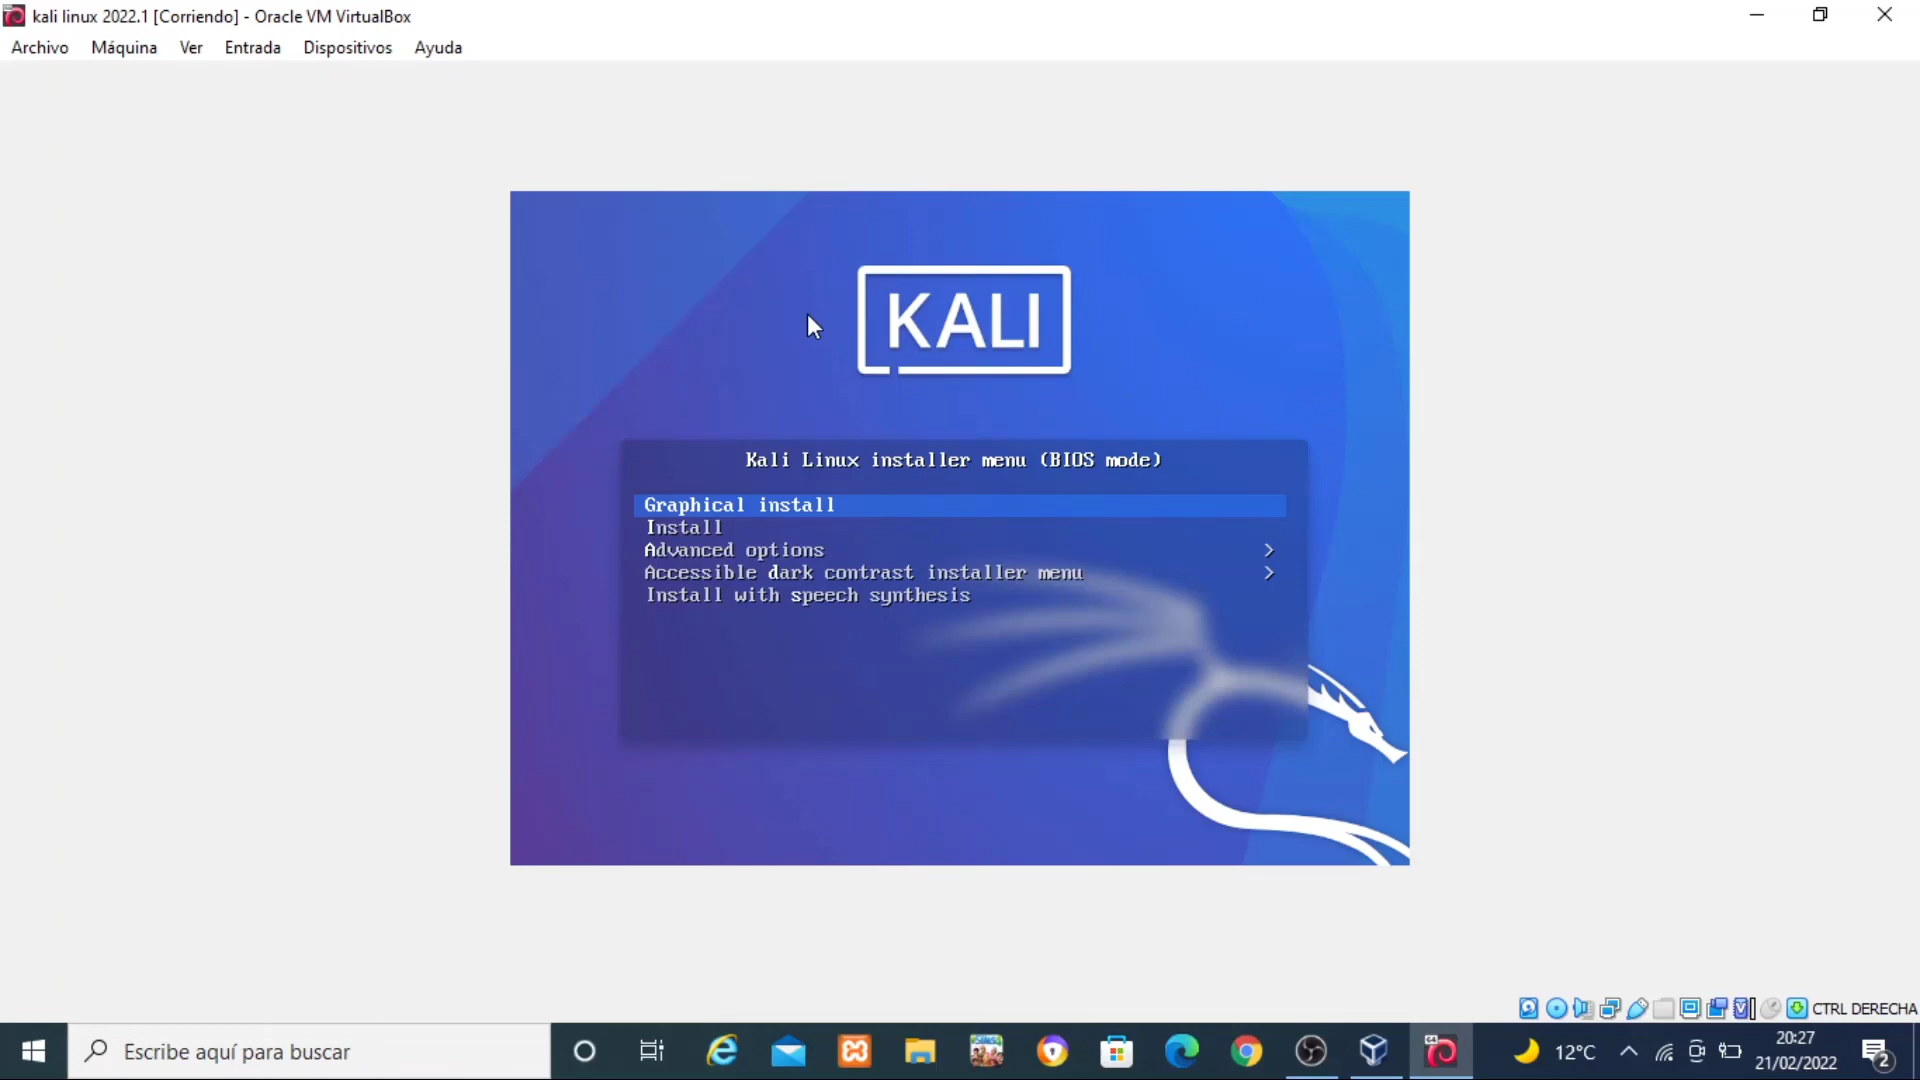 kali linux 2022.1 [Corriendo] - Oracle VM VirtualBox
Archivo Máquina Ver Entrada Dispositivos Ayuda
KALI
Kali Linux installer menu (BIOS mode)
Graphical install
Install
Advanced options >
Accessible dark contrast installer menu >
Install with speech synthesis
CTRL DERECHA
Escribe aquí para buscar
12°C
20:27
21/02/2022
2